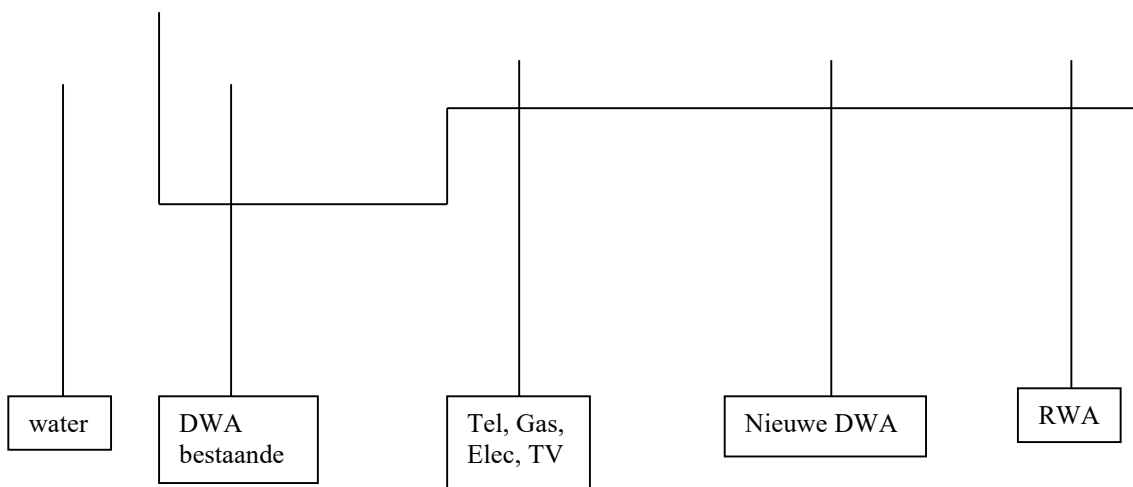 water
DWA
bestaande
Tel, Gas,
Elec, TV
Nieuwe DWA
RWA